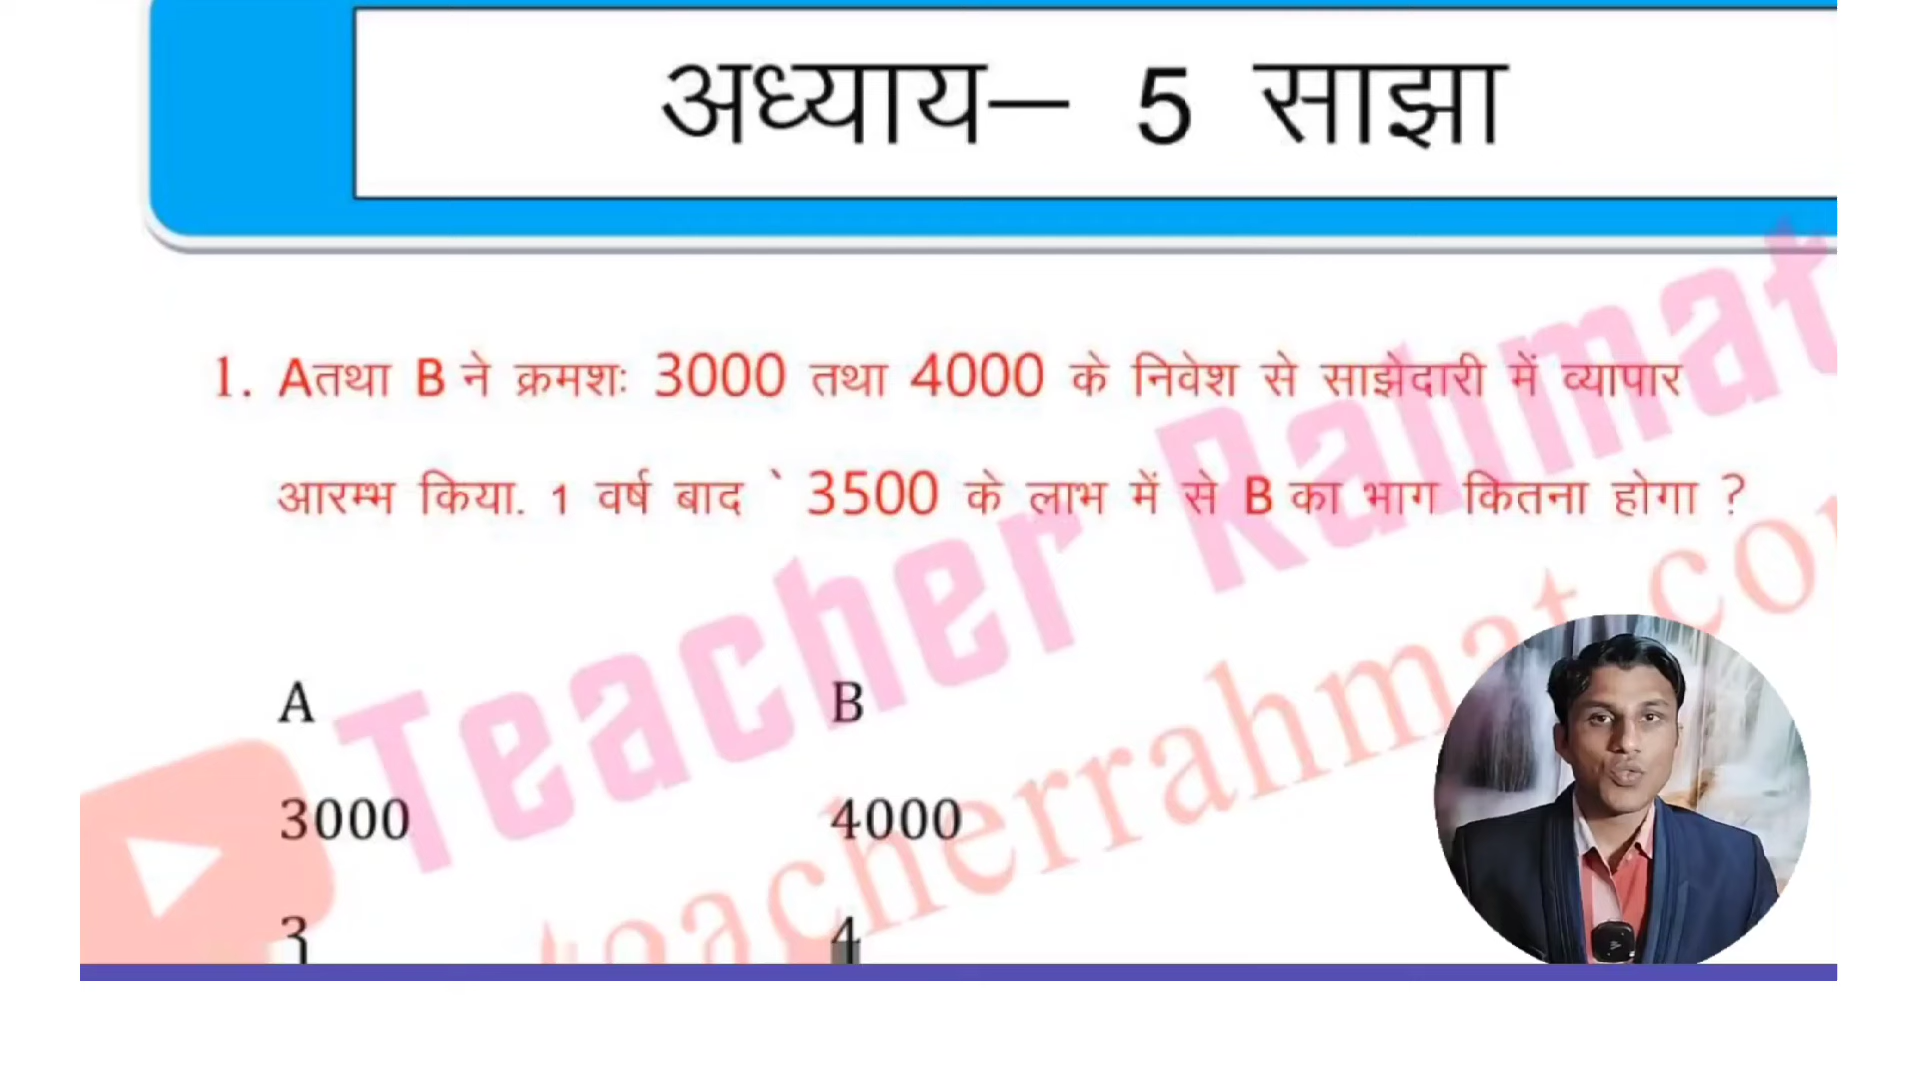 अध्याय– 5 साझा
1. Aतथा B ने क्रमशः 3000 तथा 4000 के निवेश से साझेदारी में व्यापार
आरम्भ किया. 1 वर्ष बाद ` 3500 के लाभ में से B का भाग कितना होगा ?
A B
3000 4000
3 4
Teacher Rahmat
teacherrahmat.co